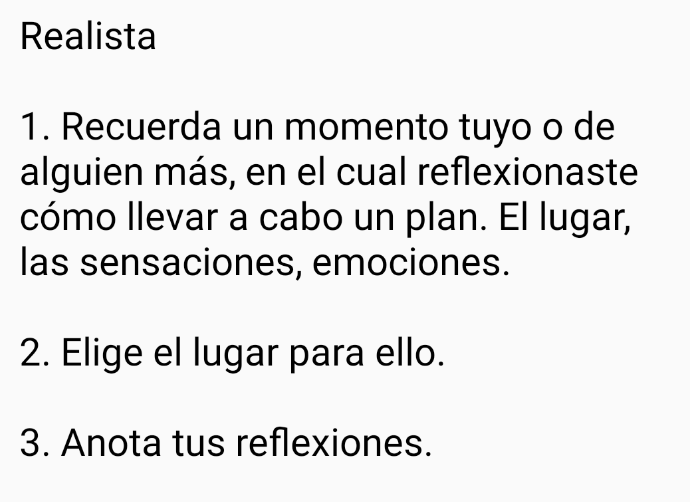 Realista
1. Recuerda un momento tuyo o de
alguien más, en el cual reflexionaste
cómo llevar a cabo un plan. El lugar,
las sensaciones, emociones.
2. Elige el lugar para ello.
3. Anota tus reflexiones.